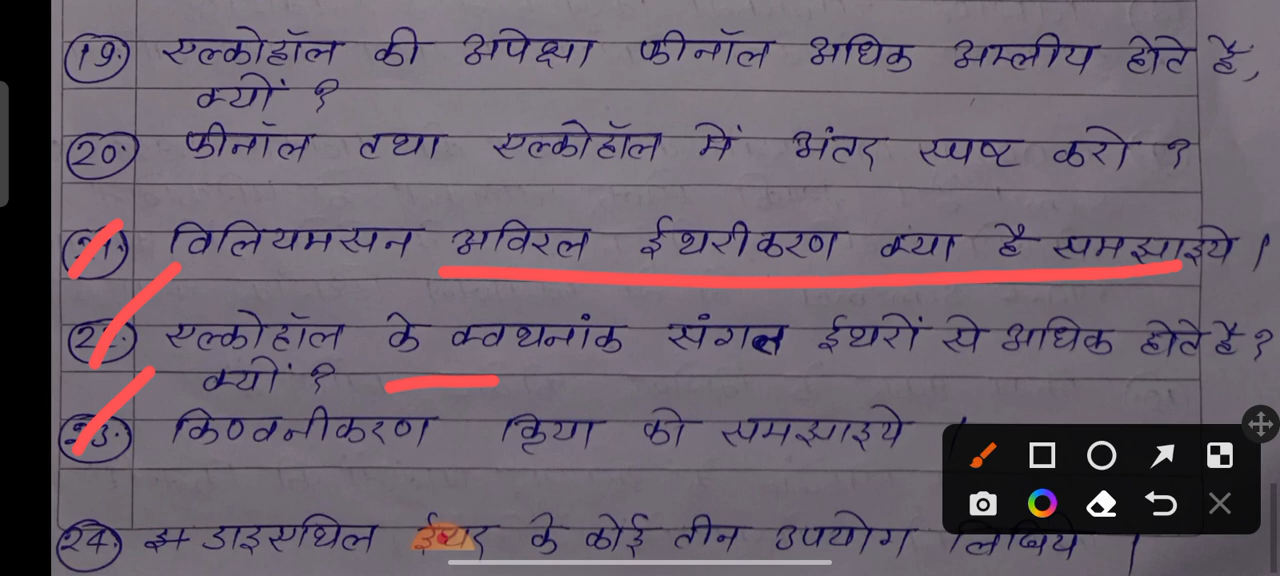 19. एल्कोहॉल की अपेक्षा फीनॉल अधिक अम्लीय होते है,
क्यों ?
20. फीनॉल तथा एल्कोहॉल में अंतर स्पष्ट करो ?
21. विलियमसन अविरल ईथरीकरण क्या है समझाइये ।
22. एल्कोहॉल के क्वथनांक संगत ईथरों से अधिक होते है ?
क्यों ?
23. किण्वनीकरण क्रिया को समझाइये ।
24. डाइएथिल ईथर के कोई तीन उपयोग लिखिये ।